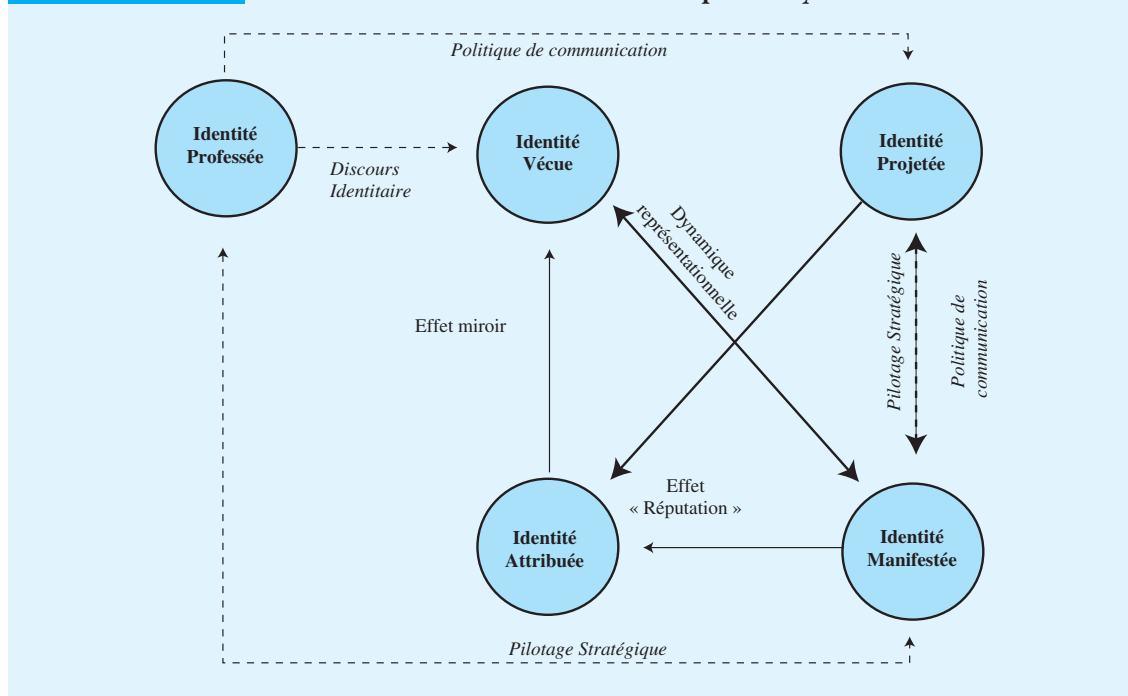 Politique de communication
Identité
Professée
Identité
Vécue
Identité
Projetée
Discours
Identitaire
Dynamique
représentationnelle
Effet miroir
Pilotage Stratégique
Politique de
communication
Effet
« Réputation »
Identité
Attribuée
Identité
Manifestée
Pilotage Stratégique